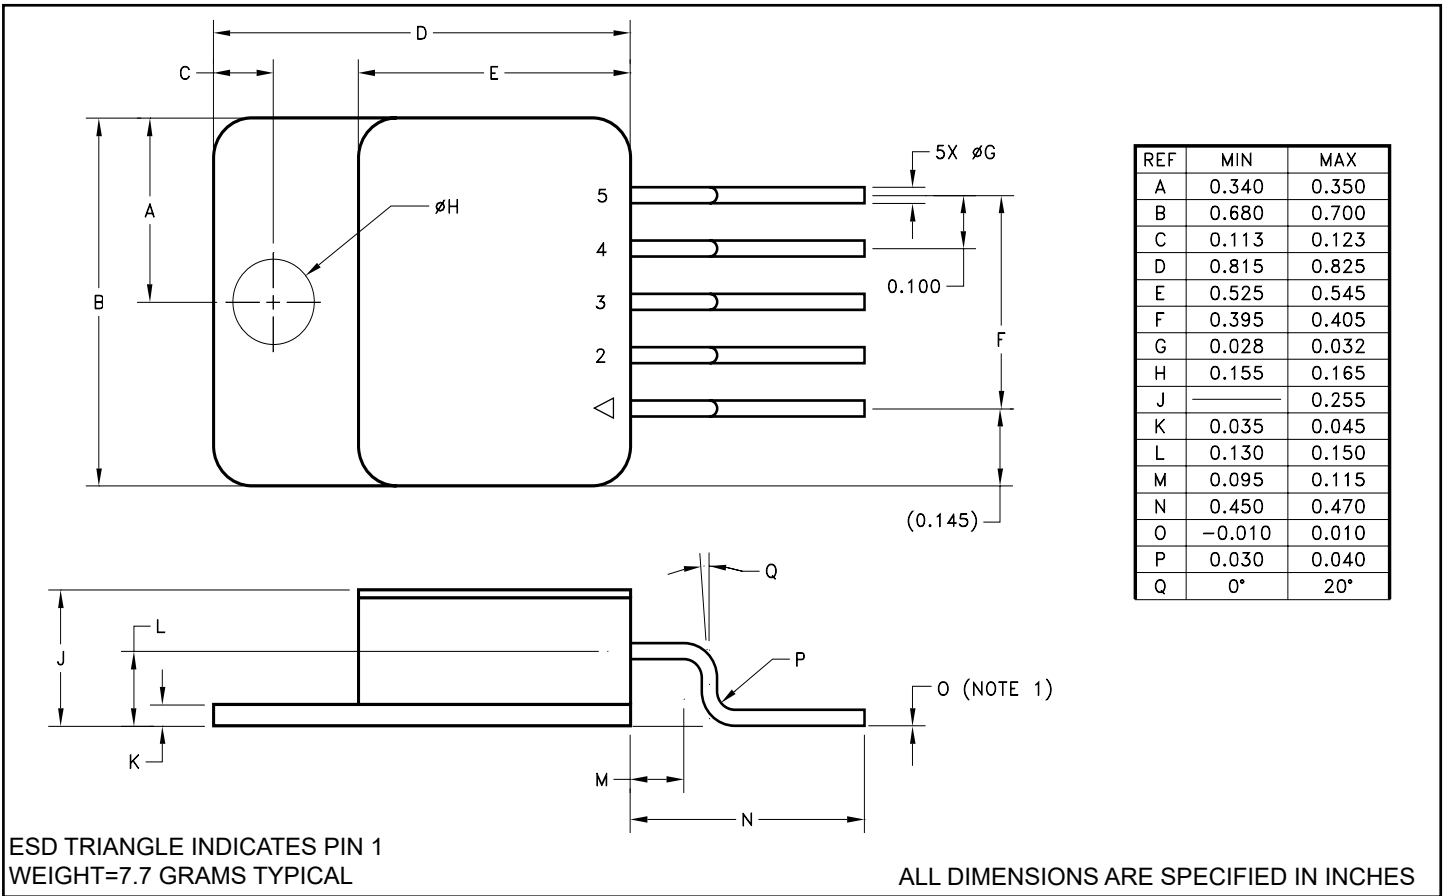 D
C
E
5X øG
A
øH
5
4
0.100
B
3
F
2
(0.145)
REF MIN MAX
A 0.340 0.350
B 0.680 0.700
C 0.113 0.123
D 0.815 0.825
E 0.525 0.545
F 0.395 0.405
G 0.028 0.032
H 0.155 0.165
J 0.255
K 0.035 0.045
L 0.130 0.150
M 0.095 0.115
N 0.450 0.470
O −0.010 0.010
P 0.030 0.040
Q 0° 20°
Q
L
J
P
O (NOTE 1)
K
M
N
ESD TRIANGLE INDICATES PIN 1
WEIGHT=7.7 GRAMS TYPICAL
ALL DIMENSIONS ARE SPECIFIED IN INCHES